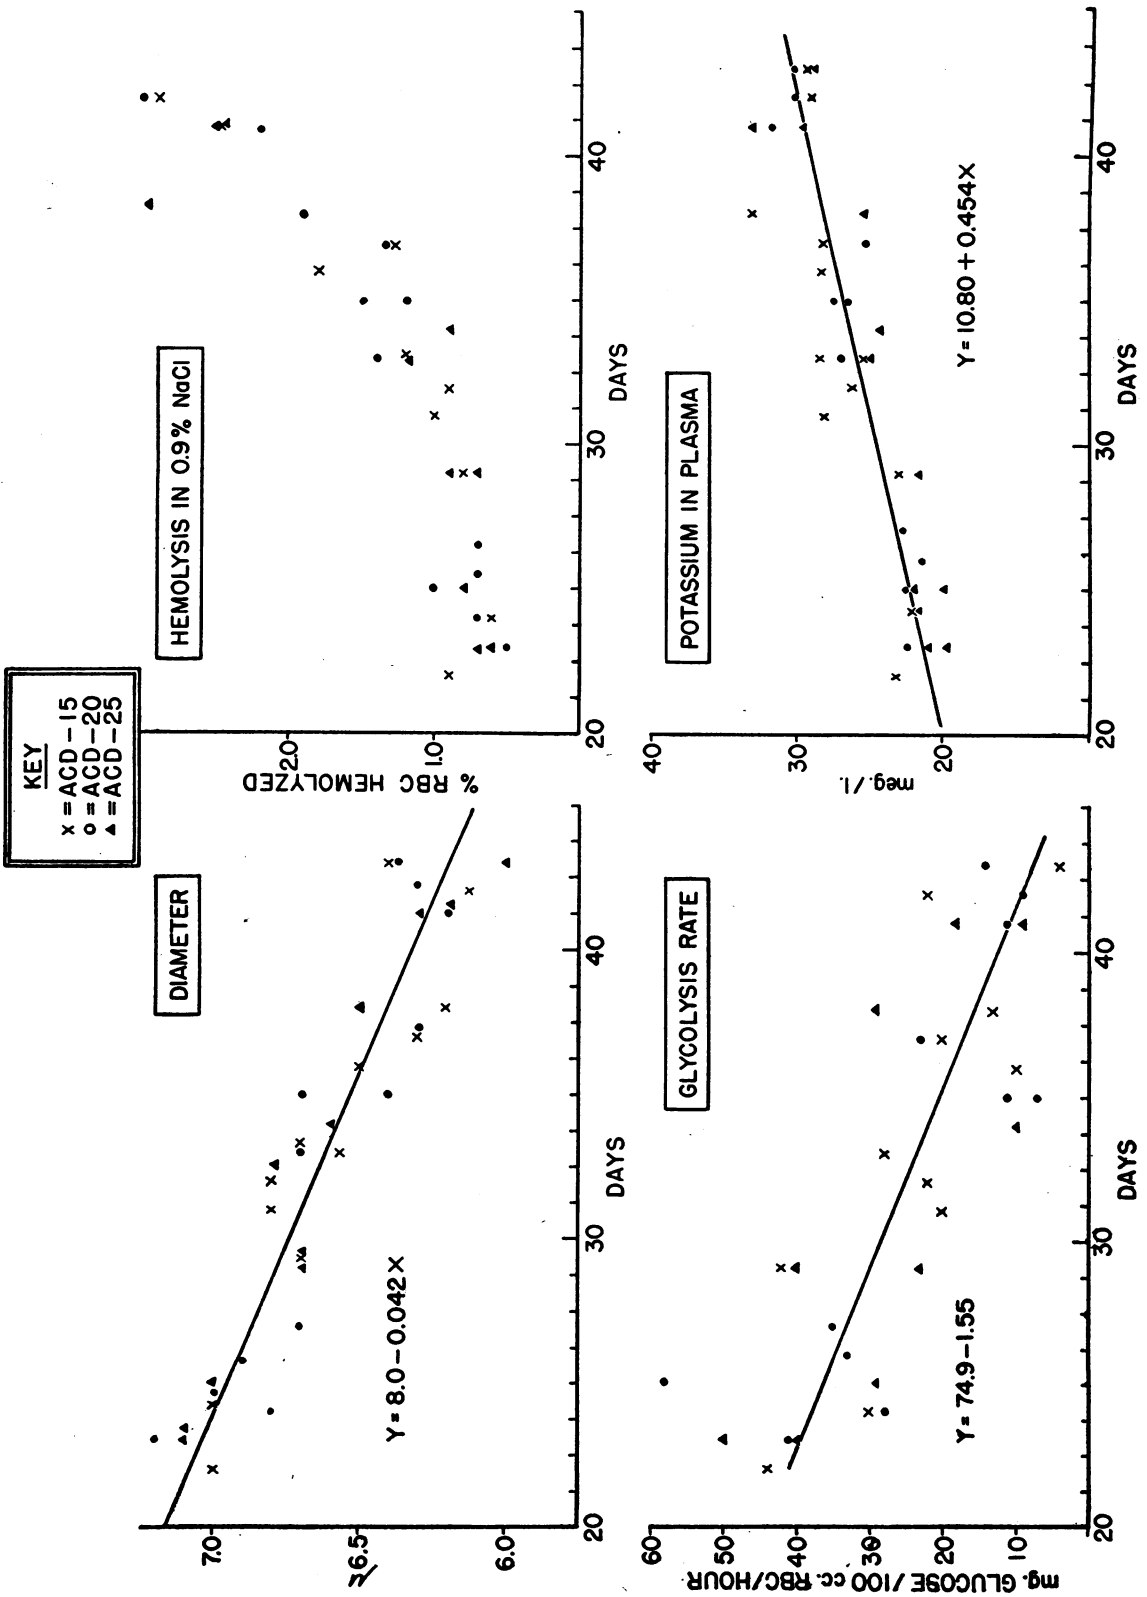 KEY
x = ACD-15
o = ACD-20
▲ = ACD-25
DIAMETER
7.0
6.5
6.0
μ
Y = 8.0 - 0.042X
20
30
40
DAYS
HEMOLYSIS IN 0.9% NaCl
2.0
1.0
% RBC HEMOLYZED
20
30
40
DAYS
GLYCOLYSIS RATE
60
50
40
30
20
10
mg. GLUCOSE/100 cc. RBC/HOUR
Y = 74.9 - 1.55
20
30
40
DAYS
POTASSIUM IN PLASMA
40
30
20
meg./l.
Y = 10.80 + 0.454X
20
30
40
DAYS